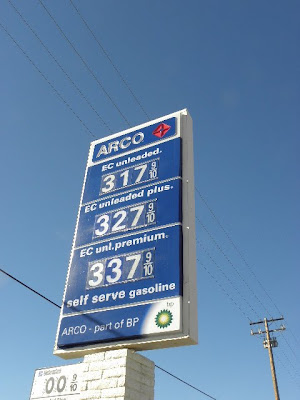 ARCO
EC unleaded.
317 9/10
EC unleaded plus.
327 9/10
EC unl.premium.
337 9/10
self serve gasoline
ARCO - part of BP
bp
00 9/10